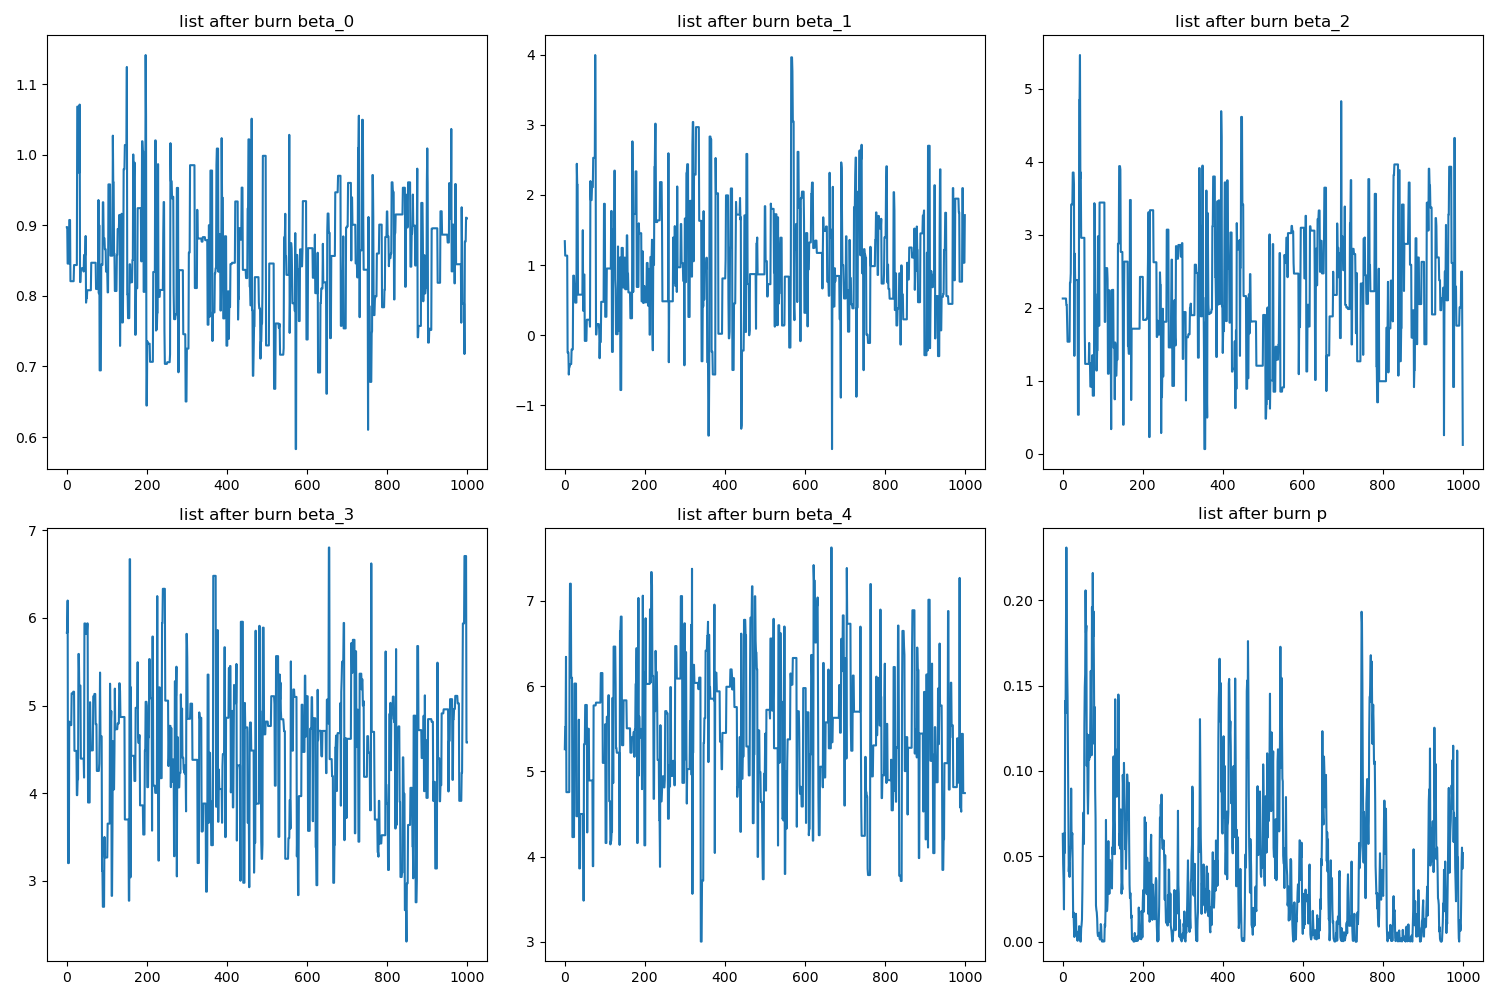 list after burn beta_0
list after burn beta_1
list after burn beta_2
1.1
1.0
0.9
0.8
0.7
0.6
0 200 400 600 800 1000
4
3
2
1
0
−1
0 200 400 600 800 1000
5
4
3
2
1
0
0 200 400 600 800 1000
list after burn beta_3
list after burn beta_4
list after burn p
7
6
5
4
3
0 200 400 600 800 1000
7
6
5
4
3
0 200 400 600 800 1000
0.20
0.15
0.10
0.05
0.00
0 200 400 600 800 1000